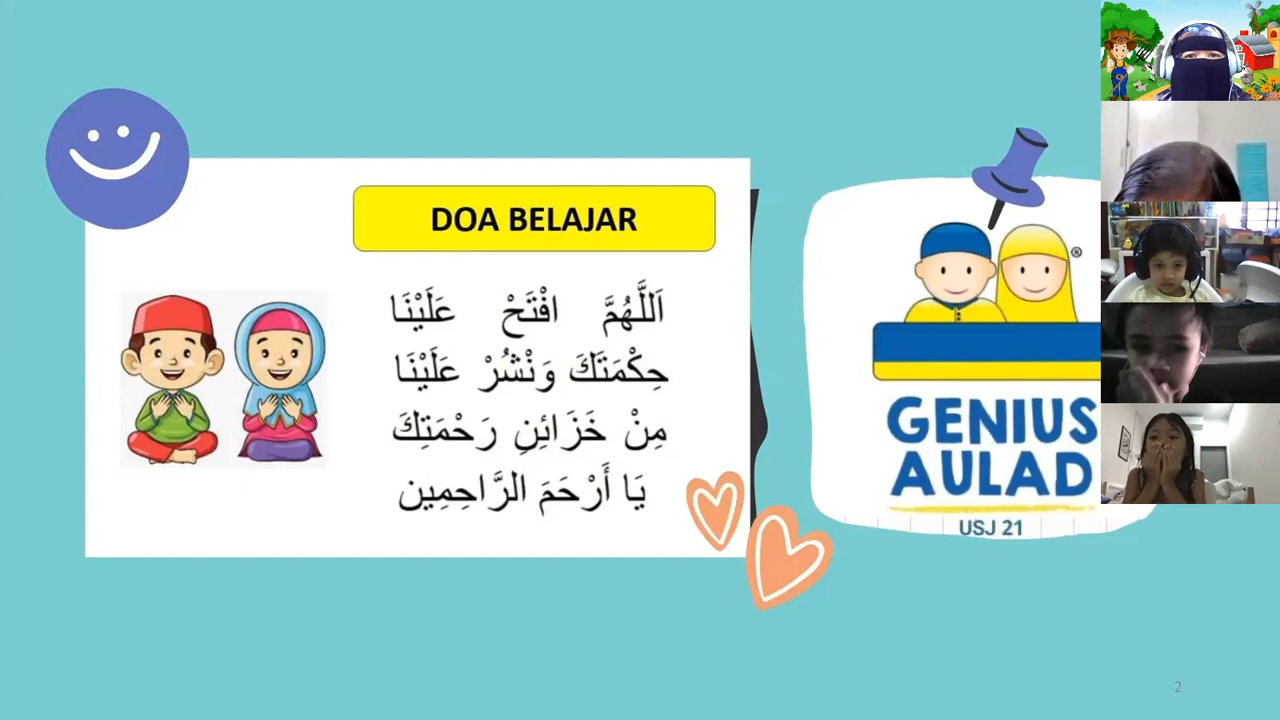 DOA BELAJAR
اَللَّهُمَّ افْتَحْ عَلَيْنَا
حِكْمَتَكَ وَنْشُرْ عَلَيْنَا
مِنْ خَزَائِنِ رَحْمَتِكَ
يَا أَرْحَمَ الرَّاحِمِين
®
GENIUS
AULAD
USJ 21
2